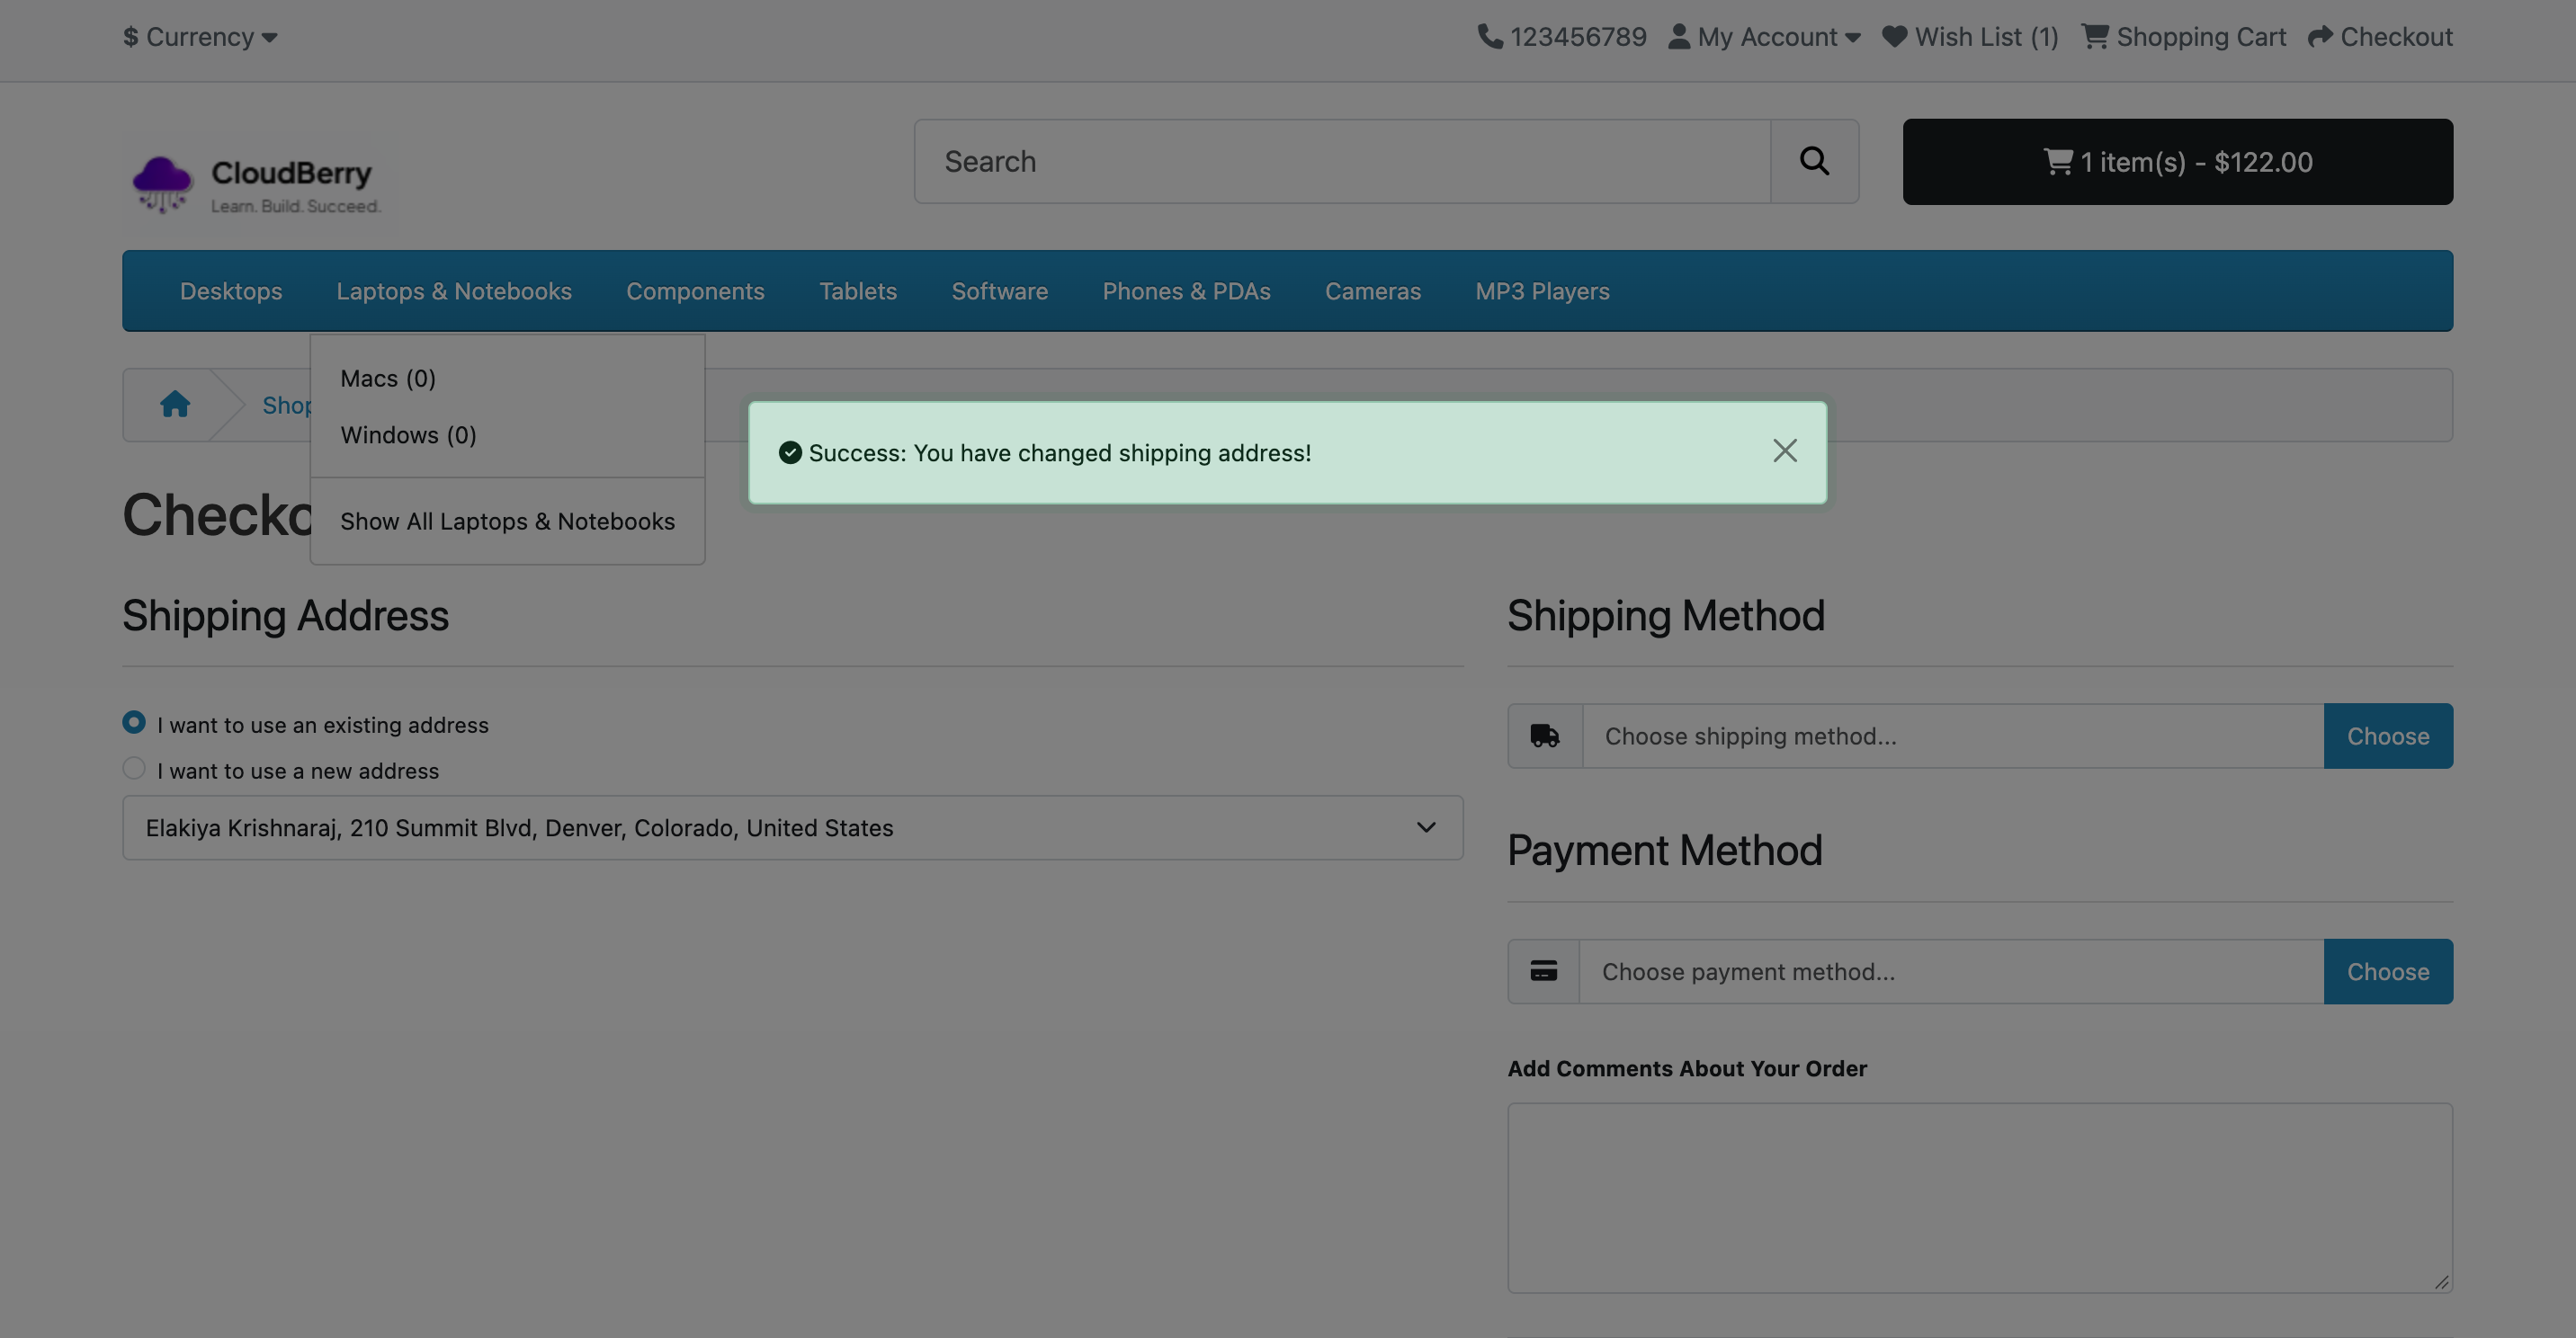 $ Currency
123456789 My Account Wish List (1) Shopping Cart Checkout
CloudBerry
Learn. Build. Succeed.
Search
1 item(s) - $122.00
Desktops Laptops & Notebooks Components Tablets Software Phones & PDAs Cameras MP3 Players
Macs (0)
Windows (0)
Show All Laptops & Notebooks
Shop
Success: You have changed shipping address!
Checko
Shipping Address
I want to use an existing address
I want to use a new address
Elakiya Krishnaraj, 210 Summit Blvd, Denver, Colorado, United States
Shipping Method
Choose shipping method... Choose
Payment Method
Choose payment method... Choose
Add Comments About Your Order